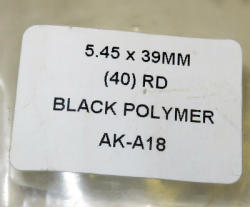 5.45 x 39MM
(40) RD
BLACK POLYMER
AK-A18